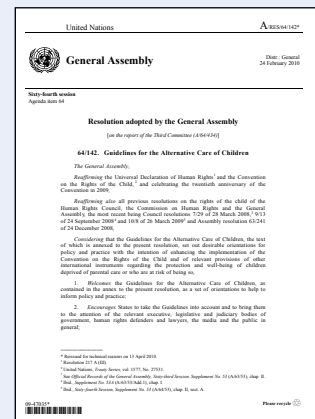 United Nations A/RES/64/142*
General Assembly
Distr.: General
24 February 2010
Sixty-fourth session
Agenda item 64
Resolution adopted by the General Assembly
[on the report of the Third Committee (A/64/434)]
64/142. Guidelines for the Alternative Care of Children
The General Assembly,
Reaffirming the Universal Declaration of Human Rights¹ and the Convention
on the Rights of the Child,² and celebrating the twentieth anniversary of the
Convention in 2009,
Reaffirming also all previous resolutions on the rights of the child of the
Human Rights Council, the Commission on Human Rights and the General
Assembly, the most recent being Council resolutions 7/29 of 28 March 2008,³ 9/13
of 24 September 2008⁴ and 10/8 of 26 March 2009⁵ and Assembly resolution 63/241
of 24 December 2008,
Considering that the Guidelines for the Alternative Care of Children, the text
of which is annexed to the present resolution, set out desirable orientations for
policy and practice with the intention of enhancing the implementation of the
Convention on the Rights of the Child and of relevant provisions of other
international instruments regarding the protection and well-being of children
deprived of parental care or who are at risk of being so,
1. Welcomes the Guidelines for the Alternative Care of Children, as
contained in the annex to the present resolution, as a set of orientations to help to
inform policy and practice;
2. Encourages States to take the Guidelines into account and to bring them
to the attention of the relevant executive, legislative and judiciary bodies of
government, human rights defenders and lawyers, the media and the public in
general;
* Reissued for technical reasons on 13 April 2010.
¹ Resolution 217 A (III).
² United Nations, Treaty Series, vol. 1577, No. 27531.
³ See Official Records of the General Assembly, Sixty-third Session, Supplement No. 53 (A/63/53), chap. II.
⁴ Ibid., Supplement No. 53A (A/63/53/Add.1), chap. I.
⁵ Ibid., Sixty-fourth Session, Supplement No. 53 (A/64/53), chap. II, sect. A.
09-47035*
Please recycle